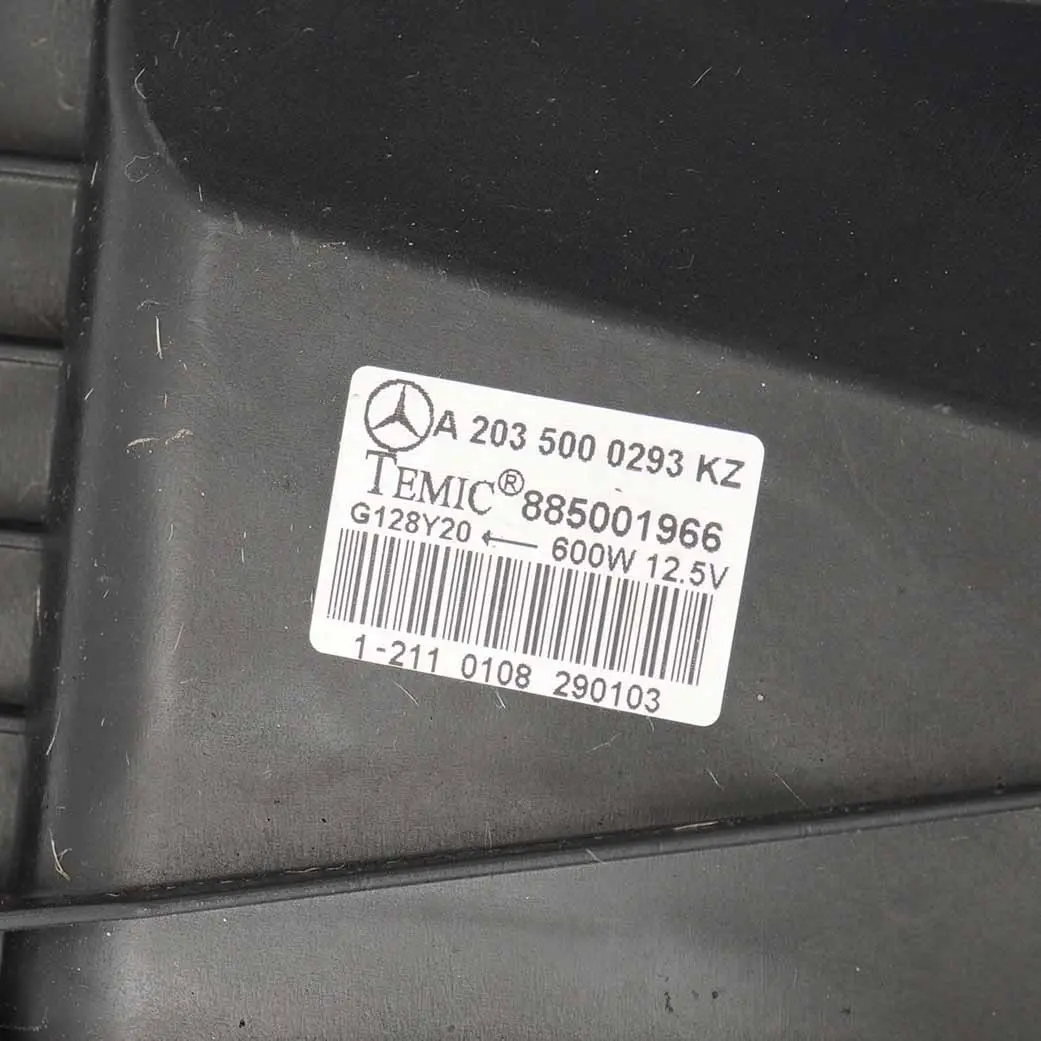 A 203 500 0293 KZ
TEMIC® 885001966
G128Y20 ← 600W 12.5V
1-211 0108 290103